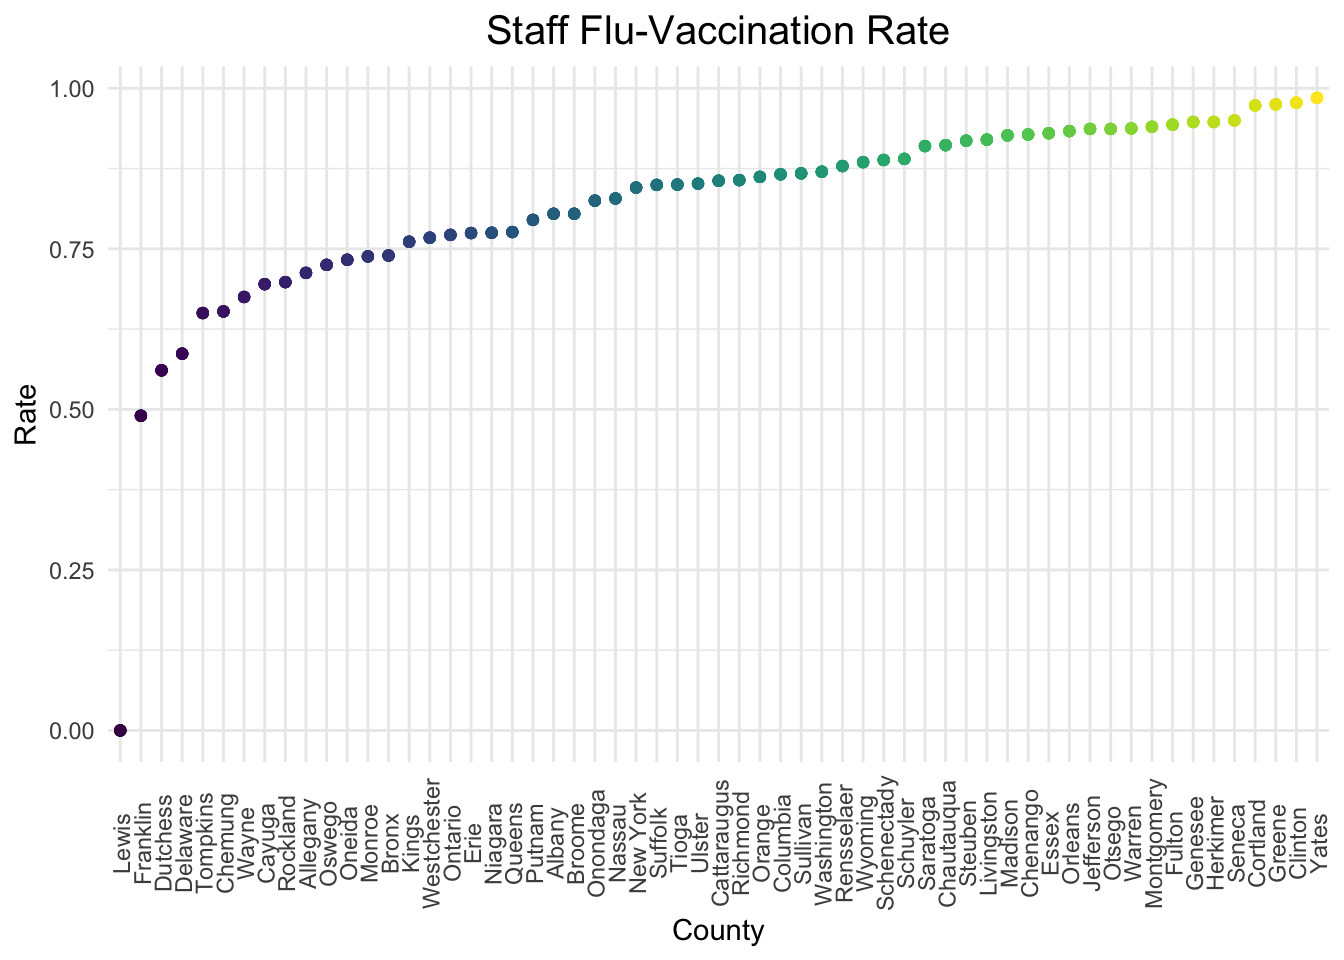 Staff Flu-Vaccination Rate
1.00
0.75
0.50
0.25
0.00
Rate
Lewis
Franklin
Dutchess
Delaware
Tompkins
Chemung
Wayne
Cayuga
Rockland
Allegany
Oswego
Oneida
Monroe
Bronx
Kings
Westchester
Ontario
Erie
Niagara
Queens
Putnam
Albany
Broome
Onondaga
Nassau
New York
Suffolk
Tioga
Ulster
Cattaraugus
Richmond
Orange
Columbia
Sullivan
Washington
Rensselaer
Wyoming
Schenectady
Schuyler
Saratoga
Chautauqua
Steuben
Livingston
Madison
Chenango
Essex
Orleans
Jefferson
Otsego
Warren
Montgomery
Fulton
Genesee
Herkimer
Seneca
Cortland
Greene
Clinton
Yates
County